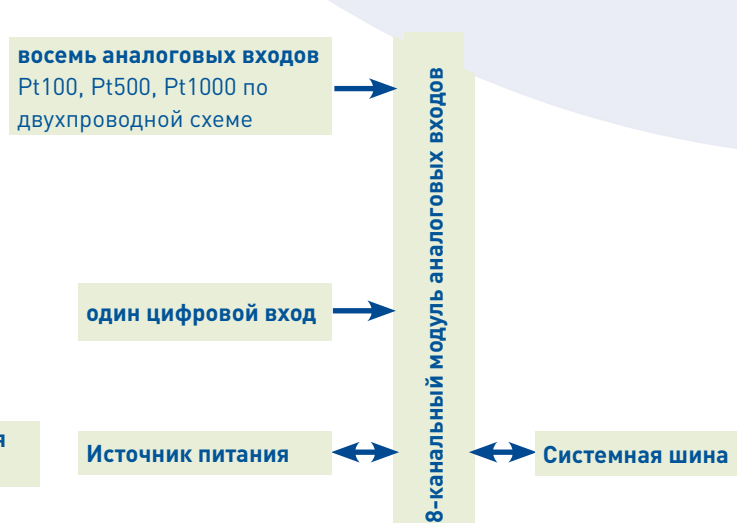 восемь аналоговых входов
Pt100, Pt500, Pt1000 по
двухпроводной схеме
8-канальный модуль аналоговых входов
один цифровой вход
я
Источник питания
Системная шина